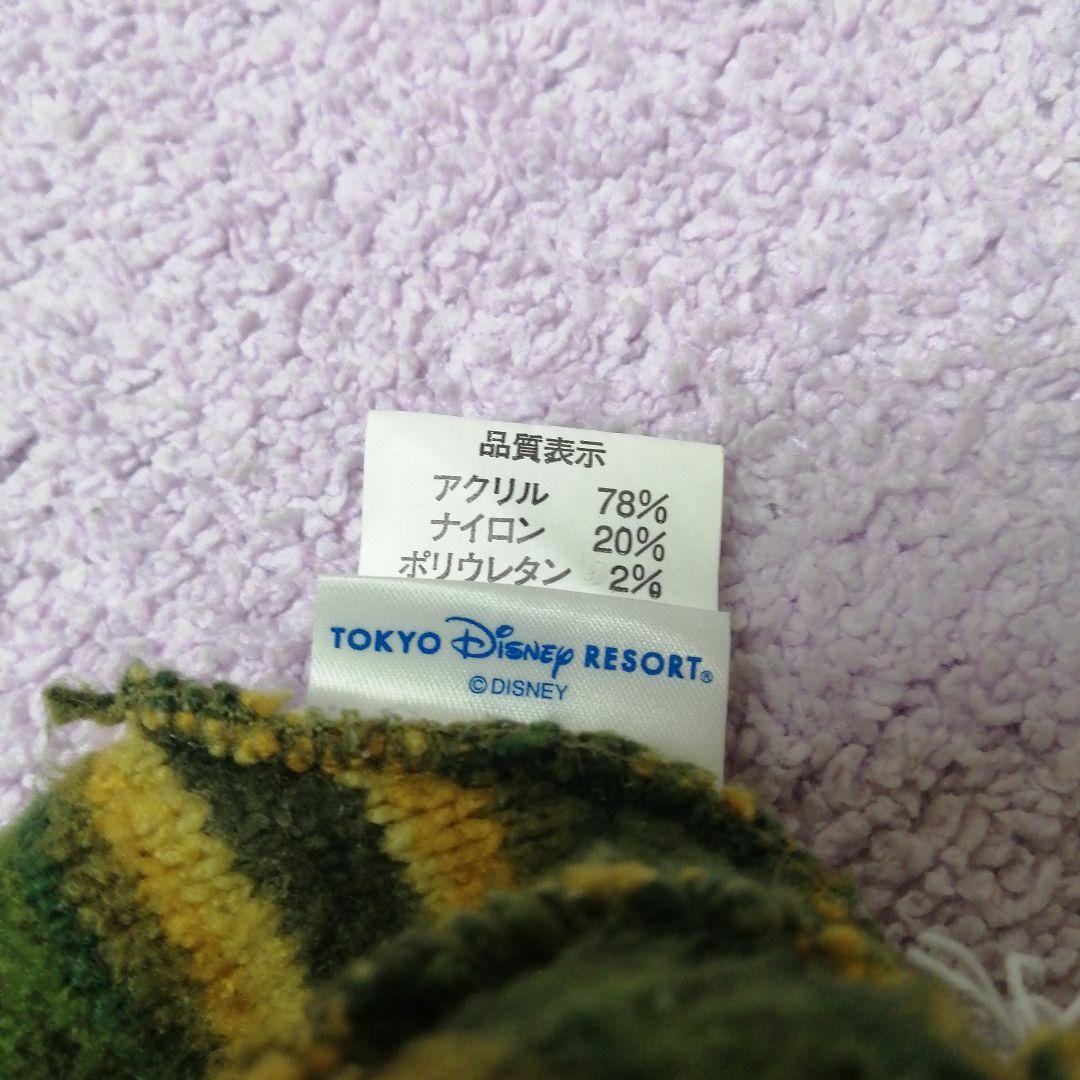 品質表示
アクリル 78%
ナイロン 20%
ポリウレタン 2%
TOKYO Disney RESORT®
©DISNEY